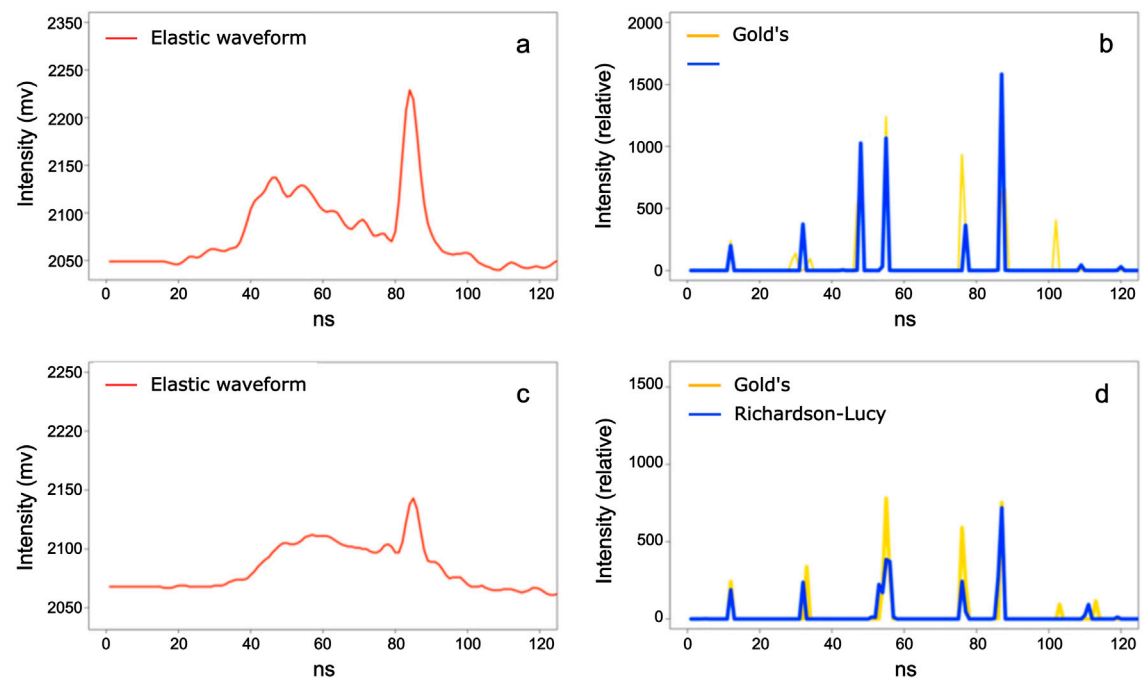 2350
2250
2200
2150
2100
2050
Intensity (mv)
Elastic waveform
a
0 20 40 60 80 100 120
ns
2000
1500
1000
500
0
Intensity (relative)
Gold's
b
0 20 40 60 80 100 120
ns
2250
2220
2150
2100
2050
Intensity (mv)
Elastic waveform
c
0 20 40 60 80 100 120
ns
1500
1000
500
0
Intensity (relative)
Gold's
Richardson-Lucy
d
0 20 40 60 80 100 120
ns